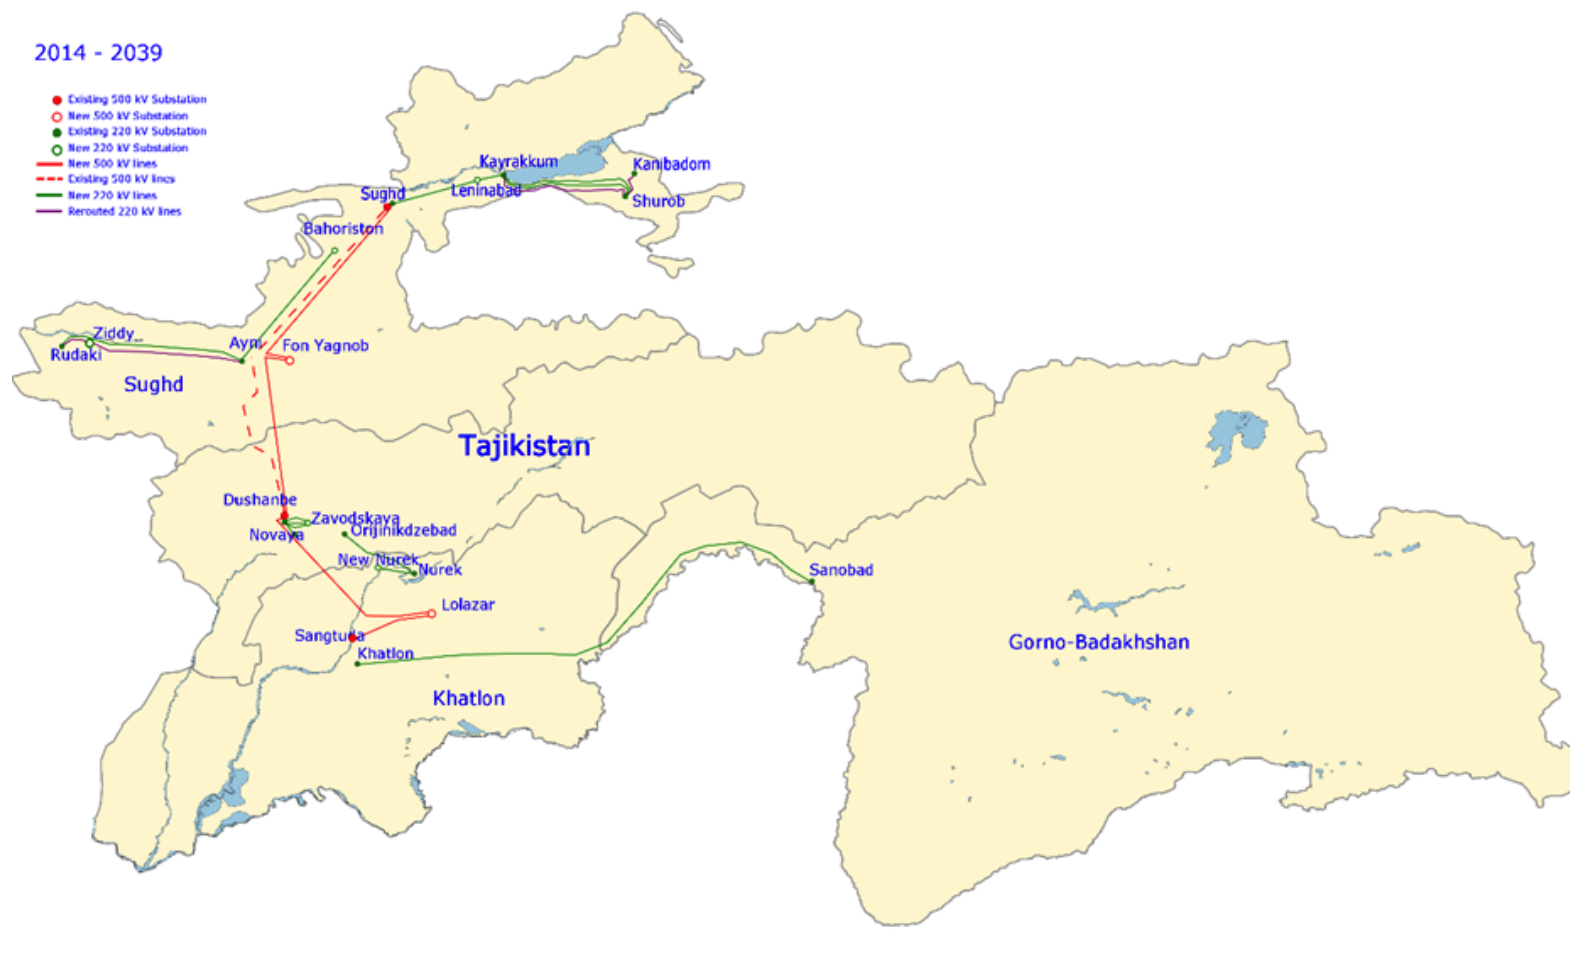 2014 - 2039
Existing 500 kV Substation
New 500 kV Substation
Existing 220 kV Substation
New 220 kV Substation
New 500 kV lines
Existing 500 kV lines
New 220 kV lines
Rerouted 220 kV lines
Kayrakkum
Kanibadom
Sughd
Leninabad
Shurob
Bahoriston
Ziddy
Ayni
Fon Yagnob
Rudaki
Sughd
Tajikistan
Dushanbe
Zavodskaya
Novaya
Orijinikdzebad
New Nurek
Nurek
Sanobad
Lolazar
Sangtuda
Gorno-Badakhshan
Khatlon
Khatlon